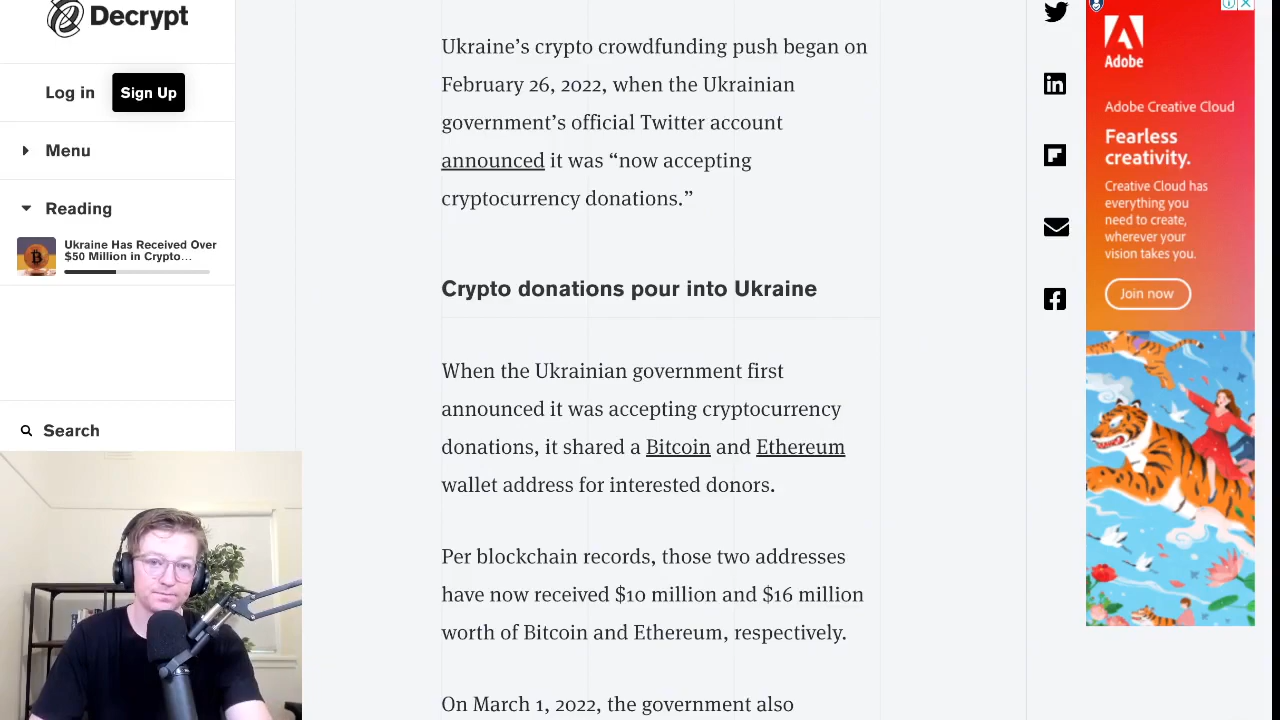 Decrypt
Log in
Sign Up
Menu
Reading
Ukraine Has Received Over
$50 Million in Crypto...
Search
Ukraine’s crypto crowdfunding push began on
February 26, 2022, when the Ukrainian
government’s official Twitter account
announced it was “now accepting
cryptocurrency donations.”
Crypto donations pour into Ukraine
When the Ukrainian government first
announced it was accepting cryptocurrency
donations, it shared a Bitcoin and Ethereum
wallet address for interested donors.
Per blockchain records, those two addresses
have now received $10 million and $16 million
worth of Bitcoin and Ethereum, respectively.
On March 1, 2022, the government also
Adobe
Adobe Creative Cloud
Fearless
creativity.
Creative Cloud has
everything you
need to create,
wherever your
vision takes you.
Join now